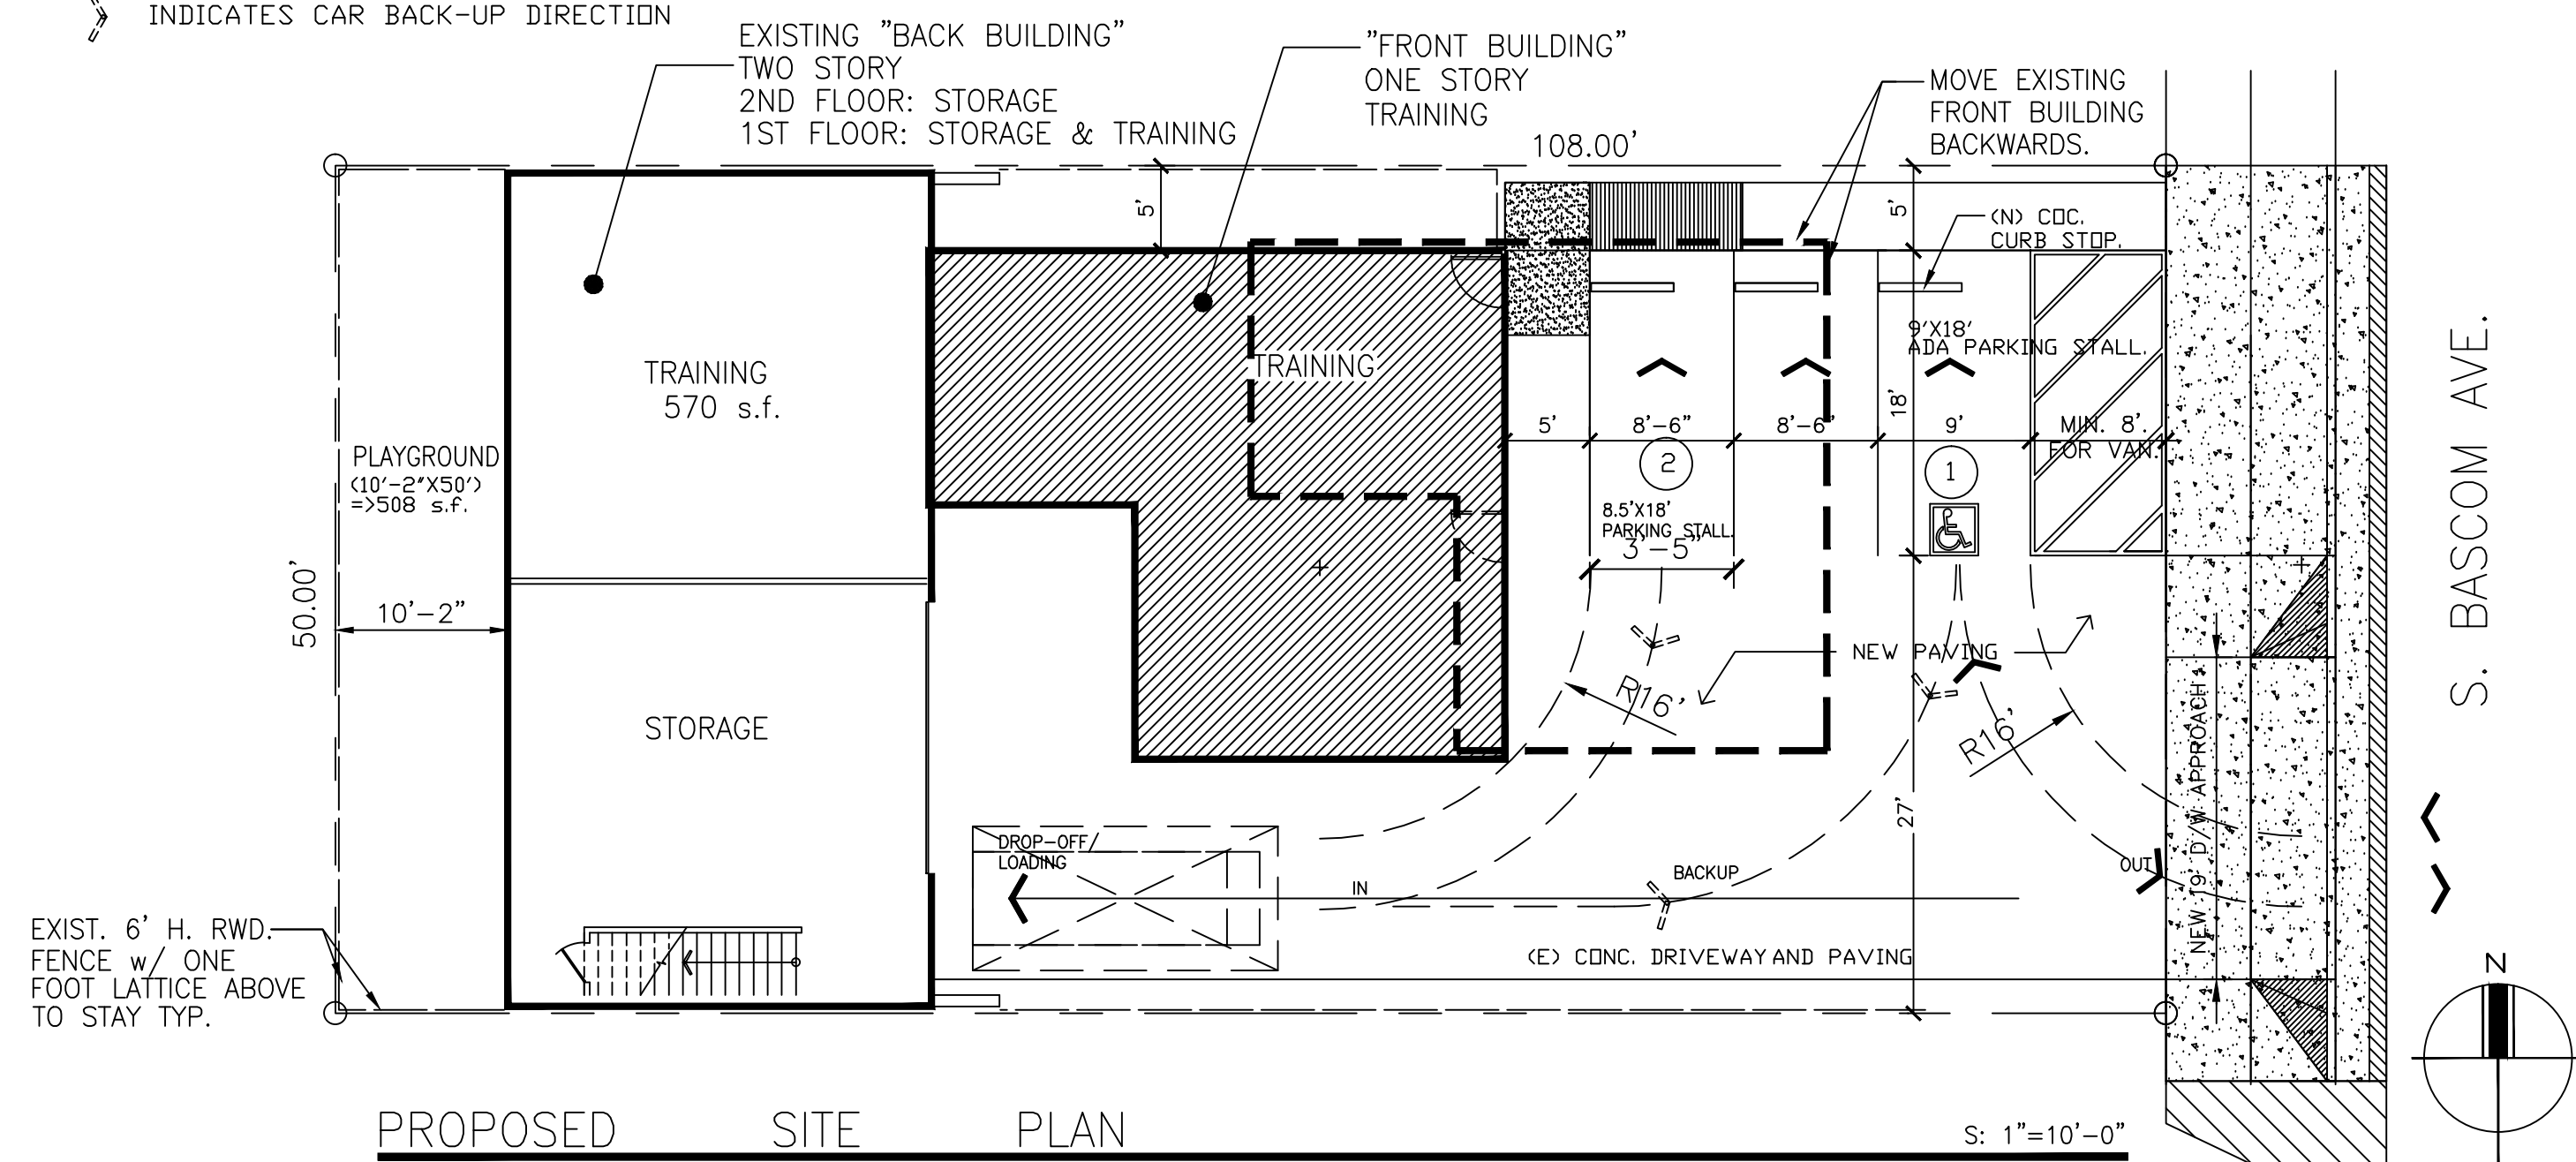 INDICATES CAR BACK-UP DIRECTION
EXISTING "BACK BUILDING"
TWO STORY
2ND FLOOR: STORAGE
1ST FLOOR: STORAGE & TRAINING
"FRONT BUILDING"
ONE STORY
TRAINING
MOVE EXISTING
FRONT BUILDING
BACKWARDS.
108.00'
5'
5'
(N) COC.
CURB STOP.
9'X18'
ADA PARKING STALL.
TRAINING
570 s.f.
TRAINING
18'
5'
8'-6"
8'-6"
9'
MIN. 8'.
FOR VAN.
2
1
PLAYGROUND
(10'-2"X50')
=>508 s.f.
8.5'X18'
PARKING STALL.
3'-5"
50.00'
10'-2"
NEW PAVING
R16'
R16'
STORAGE
27'
NEW 19' D/W APPROACH
S. BASCOM AVE.
DROP-OFF/
LOADING
IN
BACKUP
OUT
(E) CONC. DRIVEWAY AND PAVING
EXIST. 6' H. RWD.
FENCE w/ ONE
FOOT LATTICE ABOVE
TO STAY TYP.
N
PROPOSED SITE PLAN
S: 1"=10'-0"